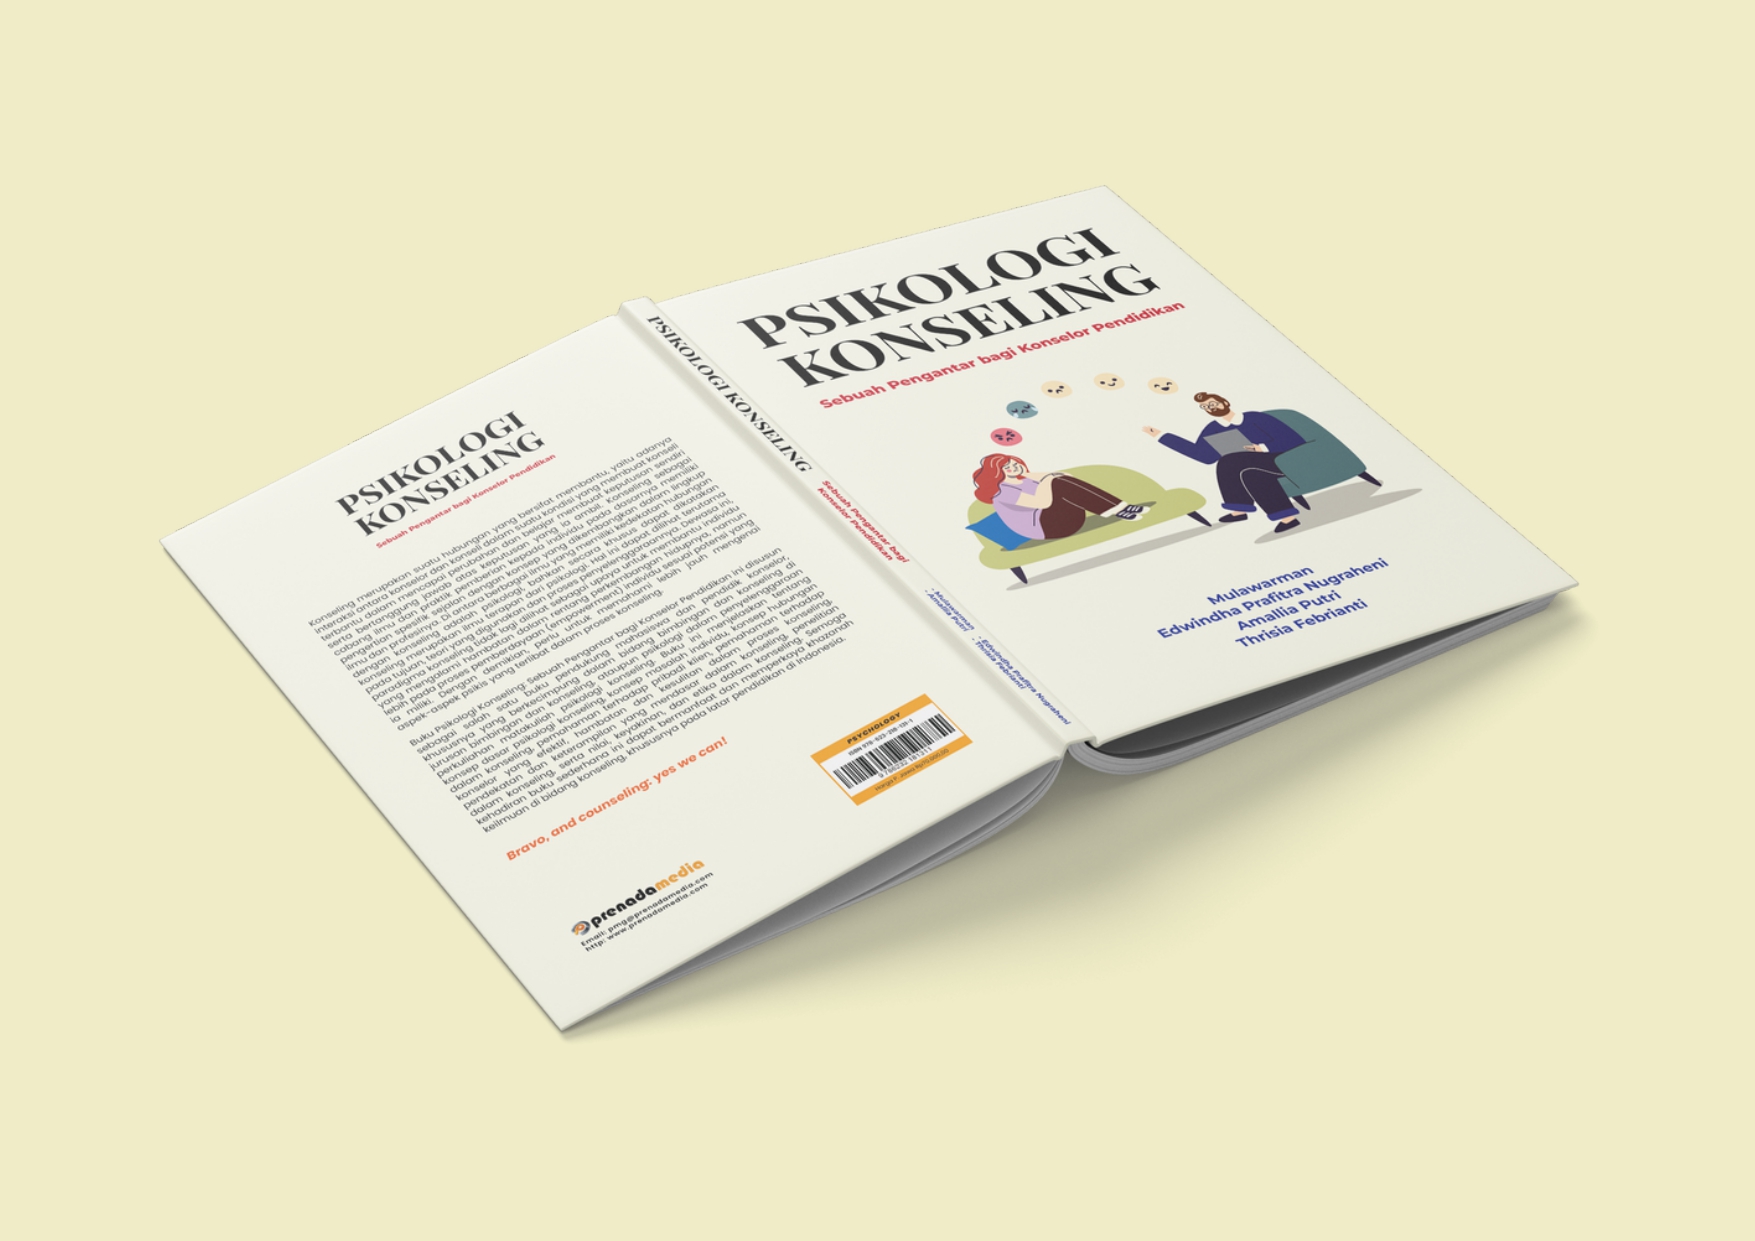 PSIKOLOGI
KONSELING
Sebuah Pengantar bagi Konselor Pendidikan
Mulawarman
Edwindha Prafitra Nugraheni
Amallia Putri
Thrisia Febrianti
PSIKOLOGI KONSELING
Sebuah Pengantar bagi
Konselor Pendidikan
• Mulawarman
• Amallia Putri
• Edwindha Prafitra Nugraheni
• Thrisia Febrianti
PSIKOLOGI
KONSELING
Sebuah Pengantar bagi Konselor Pendidikan
Konseling merupakan suatu hubungan yang bersifat membantu, yaitu adanya
interaksi antara konselor dan konseli dalam suatu kondisi yang membuat konseli
terbantu dalam mencapai perubahan dan belajar membuat keputusan sendiri
serta bertanggung jawab atas keputusan yang ia ambil. Konseling sebagai
cabang ilmu dan praktik pemberian kepada individu pada dasarnya memiliki
pengertian spesifik sejalan dengan konsep yang dikembangkan dalam lingkup
ilmu dan profesinya. Di antara berbagai ilmu yang memiliki kedekatan hubungan
dengan konseling adalah psikologi, bahkan secara khusus dapat dikatakan
konseling merupakan ilmu terapan dari psikologi. Hal ini dapat dilihat terutama
pada tujuan, teori yang digunakan dan proses penyelenggaraannya. Dewasa ini,
paradigma konseling tidak lagi dilihat sebagai upaya untuk membantu individu
yang mengalami hambatan dalam rentang perkembangan hidupnya, namun
lebih pada proses pemberdayaan (empowerment) individu sesuai potensi yang
ia miliki. Dengan demikian, perlu untuk memahami lebih jauh mengenai
aspek-aspek psikis yang terlibat dalam proses konseling.
Buku Psikologi Konseling: Sebuah Pengantar bagi Konselor Pendidikan ini disusun
sebagai salah satu buku pendukung mahasiswa dan pendidik konselor,
khususnya yang berkecimpung dalam bidang bimbingan dan konseling di
jurusan bimbingan dan konseling, ataupun psikologi dalam penyelenggaraan
perkuliahan matakuliah psikologi konseling. Buku ini menjelaskan tentang
konsep dasar psikologi konseling, konsep masalah individu, konsep hubungan
dalam konseling, pemahaman terhadap pribadi klien, pemahaman terhadap
konselor yang efektif, hambatan dan kesulitan dalam proses konseling,
pendekatan dan keterampilan yang mendasar dalam konseling, penelitian
dalam konseling, serta nilai, keyakinan, dan etika dalam konseling. Semoga
kehadiran buku sederhana ini dapat bermanfaat dan memperkaya khazanah
keilmuan di bidang konseling, khususnya pada latar pendidikan di Indonesia.
Bravo, and counseling: yes we can!
PSYCHOLOGY
prenadamedia
Email: pmg@prenadamedia.com
http: www.prenadamedia.com